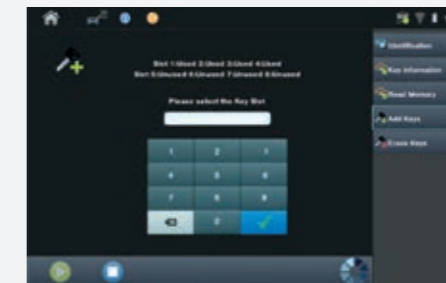 Slot 1:Used 2:Used 3:Used 4:Used
Slot 5:Unused 6:Unused 7:Unused 8:Unused
Please select the Key Slot
1 2 3
4 5 6
7 8 9
0
Identification
Key Information
Read Memory
Add Keys
Erase Keys